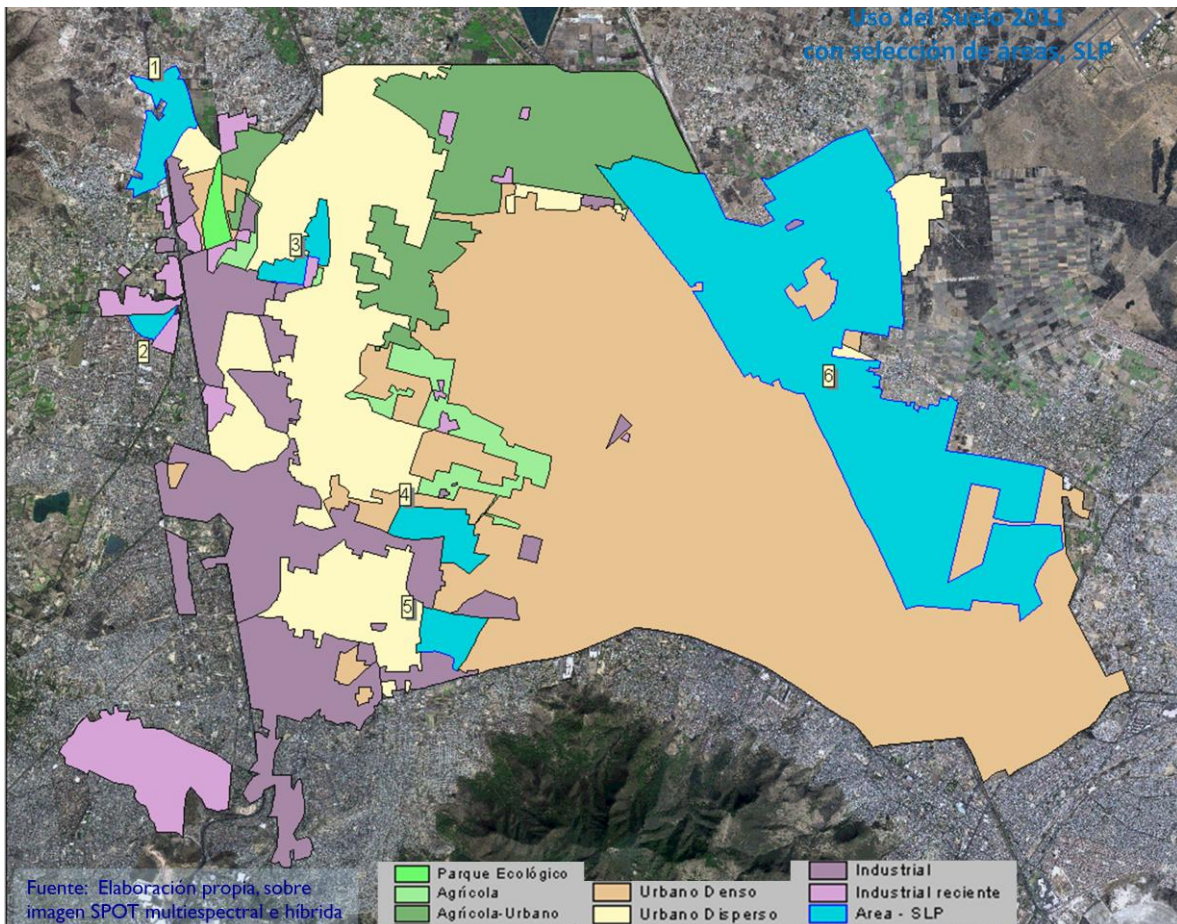 Uso del Suelo 2011
con selección de áreas, SLP
1
3
2
6
4
5
Fuente: Elaboración propia, sobre
imagen SPOT multiespectral e híbrida
Parque Ecológico
Agrícola
Agrícola-Urbano
Urbano Denso
Urbano Disperso
Industrial
Industrial reciente
Area - SLP